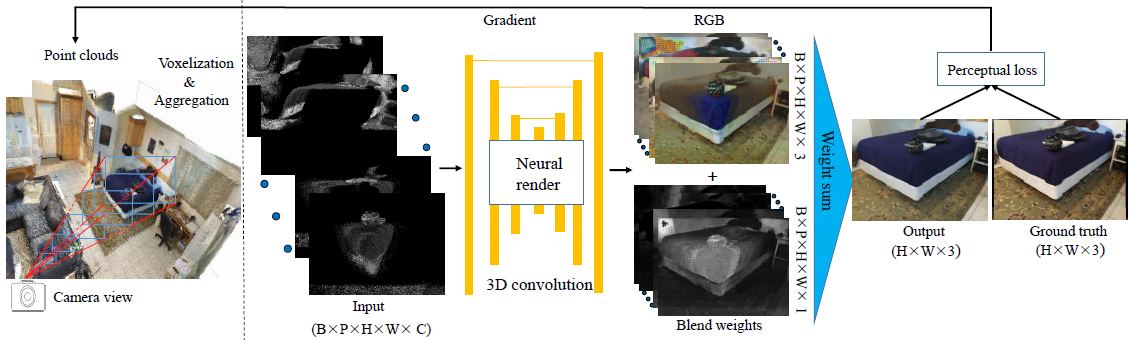 Gradient
RGB
Point clouds
Voxelization
&
Aggregation
Perceptual loss
B×P×H×W×3
Neural
render
+
Weight sum
B×P×H×W×1
Output
(H×W×3)
Ground truth
(H×W×3)
3D convolution
Camera view
Input
(B×P×H×W× C)
Blend weights